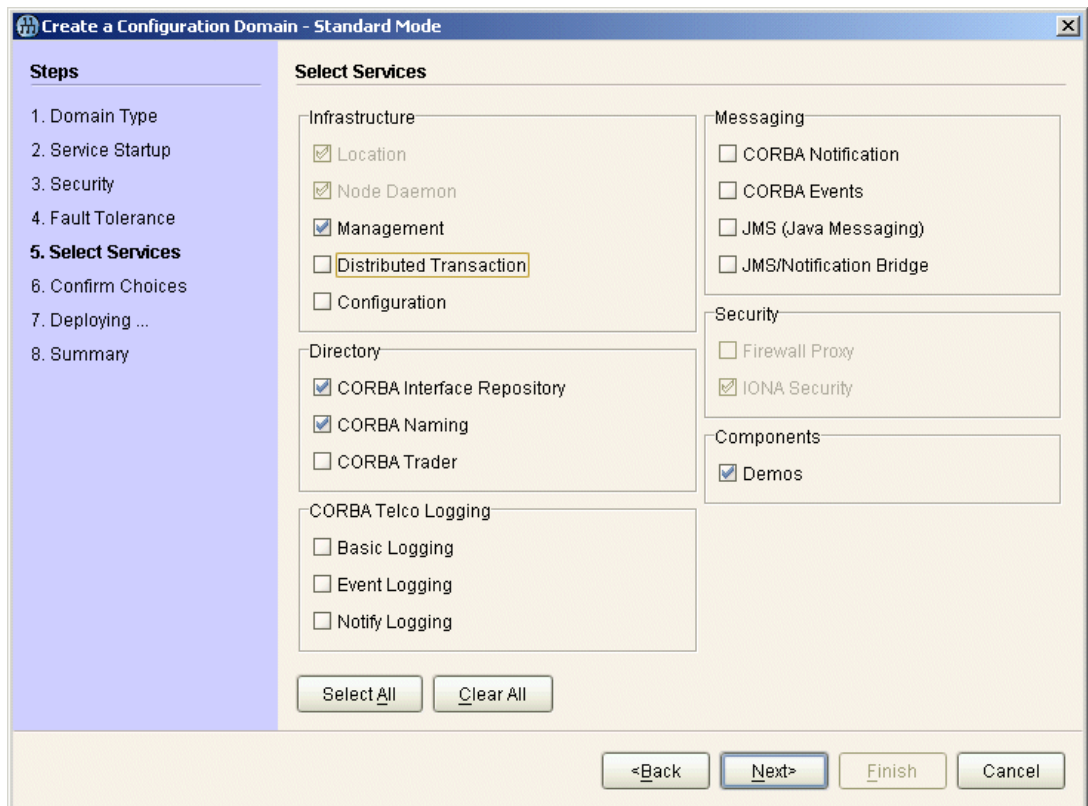 Create a Configuration Domain - Standard Mode
Steps
1. Domain Type
2. Service Startup
3. Security
4. Fault Tolerance
5. Select Services
6. Confirm Choices
7. Deploying ...
8. Summary
Select Services
Infrastructure
Location
Node Daemon
Management
Distributed Transaction
Configuration
Directory
CORBA Interface Repository
CORBA Naming
CORBA Trader
CORBA Telco Logging
Basic Logging
Event Logging
Notify Logging
Messaging
CORBA Notification
CORBA Events
JMS (Java Messaging)
JMS/Notification Bridge
Security
Firewall Proxy
IONA Security
Components
Demos
Select All
Clear All
<Back
Next>
Finish
Cancel